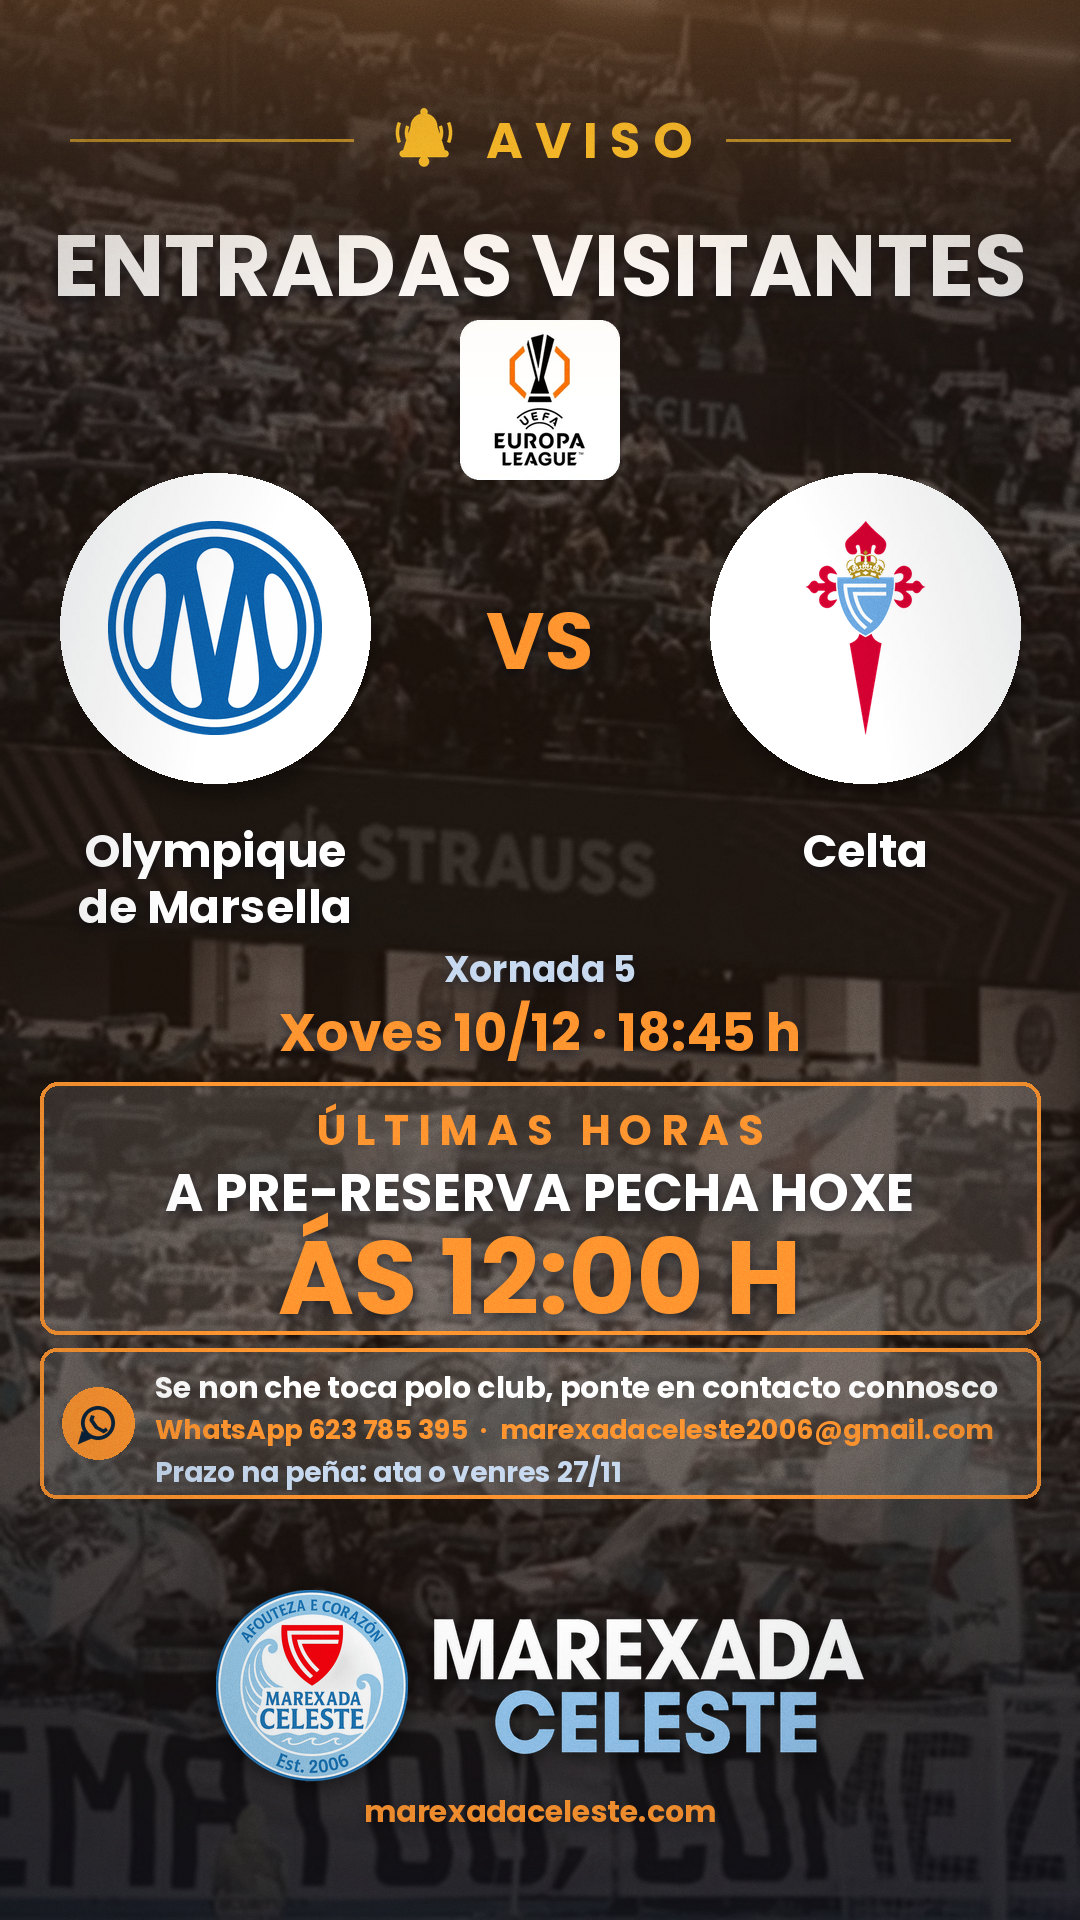 AVISO
ENTRADAS VISITANTES
CELTA
UEFA
EUROPA
LEAGUE™
VS
Olympique
de Marsella
Celta
STRAUSS
Xornada 5
Xoves 10/12 · 18:45 h
ÚLTIMAS HORAS
A PRE-RESERVA PECHA HOXE
ÁS 12:00 H
Se non che toca polo club, ponte en contacto connosco
WhatsApp 623 785 395 · marexadaceleste2006@gmail.com
Prazo na peña: ata o venres 27/11
AFOUTEZA E CORAZÓN
MAREXADA
CELESTE
Est. 2006
MAREXADA
CELESTE
marexadaceleste.com